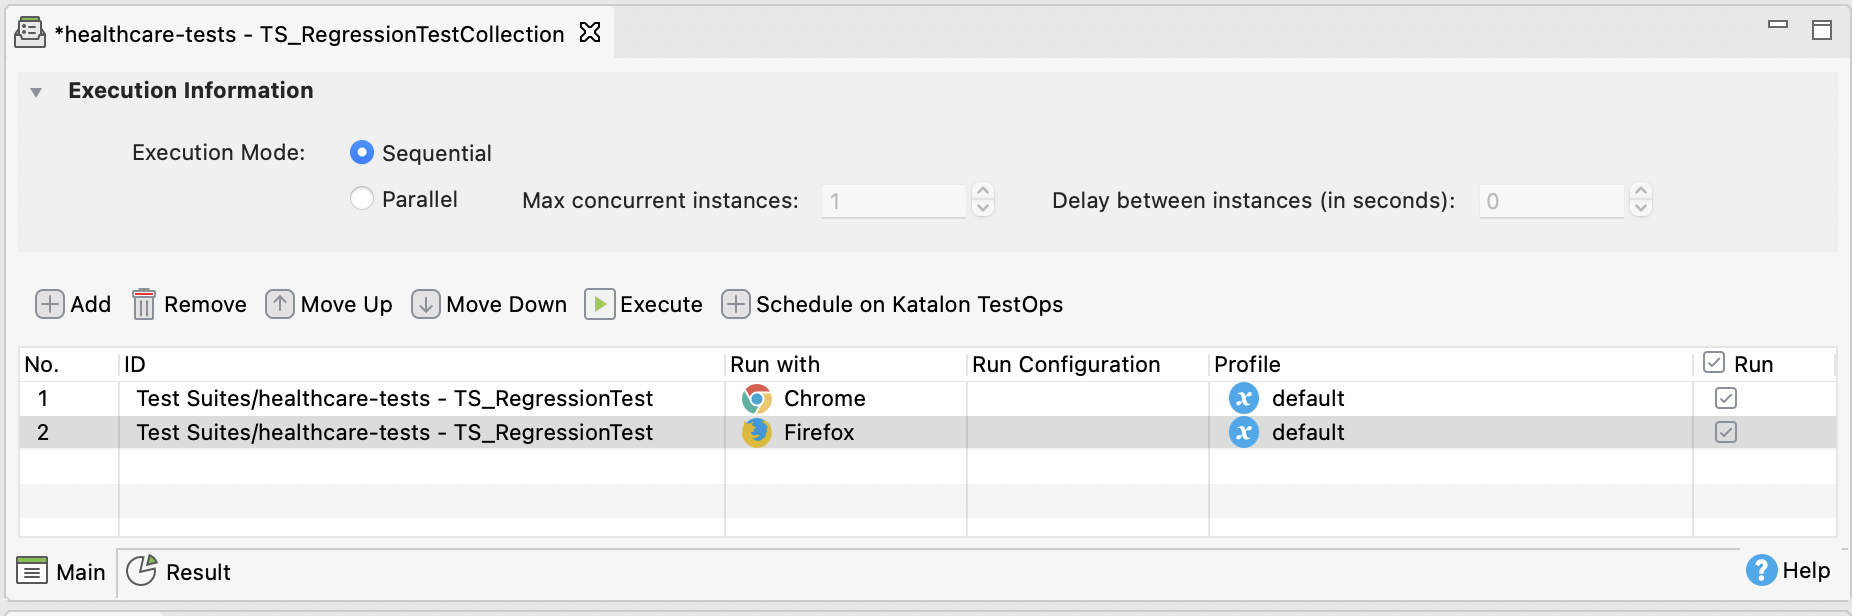 *healthcare-tests - TS_RegressionTestCollection
Execution Information
Execution Mode: Sequential
Parallel Max concurrent instances: 1 Delay between instances (in seconds): 0
Add Remove Move Up Move Down Execute Schedule on Katalon TestOps
No. ID Run with Run Configuration Profile Run
1 Test Suites/healthcare-tests - TS_RegressionTest Chrome x default
2 Test Suites/healthcare-tests - TS_RegressionTest Firefox x default
Main Result ? Help